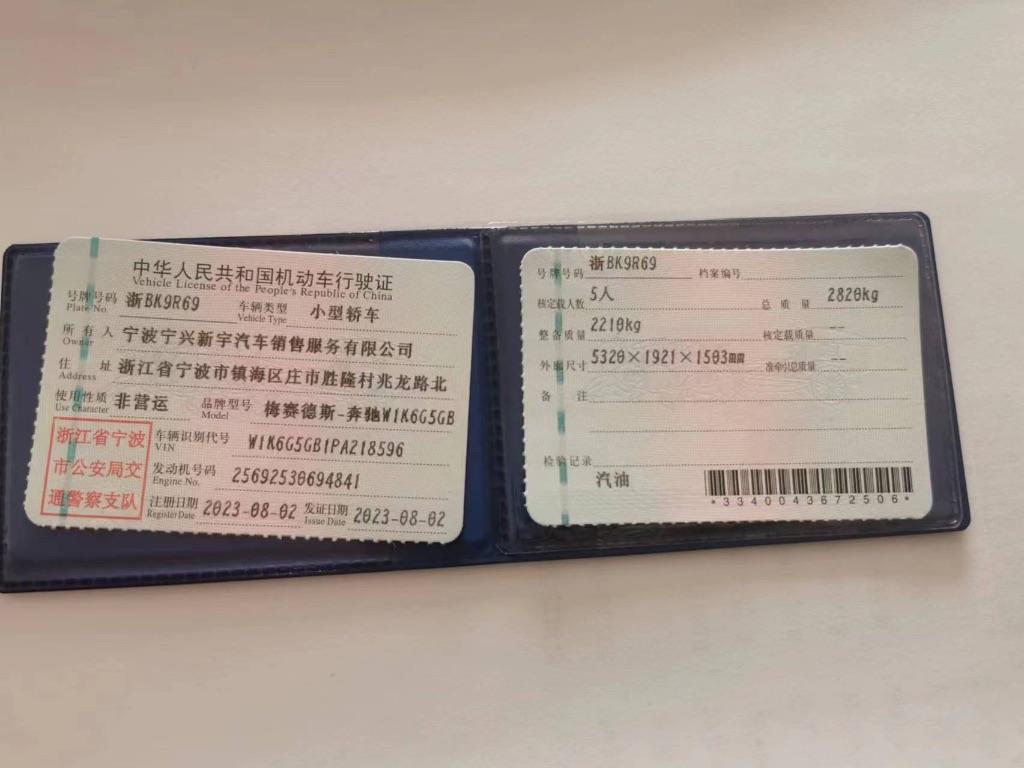 中华人民共和国机动车行驶证
Vehicle License of the People's Republic of China
号牌号码 浙BK9R69 车辆类型 小型轿车
Plate No. Vehicle Type
所有人 宁波宁兴新宇汽车销售服务有限公司
Owner
住址 浙江省宁波市镇海区庄市胜隆村兆龙路北
Address
使用性质 非营运 品牌型号 梅赛德斯-奔驰W1K6G5GB
Use Character Model
浙江省宁波
市公安局交
通警察支队
车辆识别代号 W1K6G5GB1PA218596
VIN
发动机号码 25692530694841
Engine No.
注册日期 2023-08-02 发证日期 2023-08-02
Register Date Issue Date
号牌号码 浙BK9R69 档案编号
核定载人数 5人 总质量 2820kg
整备质量 2210kg 核定载质量 --
外廓尺寸 5320×1921×1503mm 准牵引总质量 --
备注
检验记录
汽油
*3340043672506*